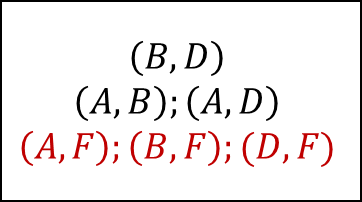 (B, D)
(A, B); (A, D)
(A, F); (B, F); (D, F)